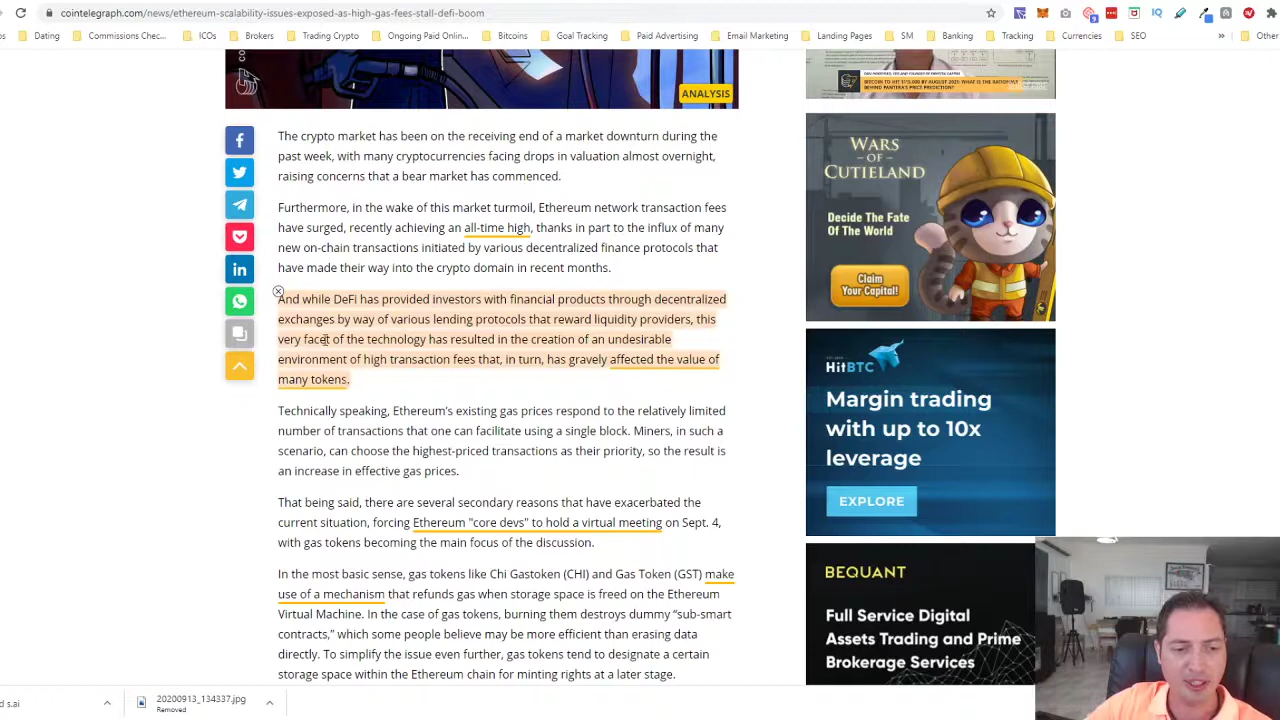 cointelegraph.com/news/ethereum-scalability-issues-exposed-as-high-gas-fees-stall-defi-boom
Dating
Commissions Chec...
ICOs
Brokers
Trading Crypto
Ongoing Paid Onlin...
Bitcoins
Goal Tracking
Paid Advertising
Email Marketing
Landing Pages
SM
Banking
Tracking
Currencies
SEO
»
Other
ANALYSIS
The crypto market has been on the receiving end of a market downturn during the
past week, with many cryptocurrencies facing drops in valuation almost overnight,
raising concerns that a bear market has commenced.
Furthermore, in the wake of this market turmoil, Ethereum network transaction fees
have surged, recently achieving an all-time high, thanks in part to the influx of many
new on-chain transactions initiated by various decentralized finance protocols that
have made their way into the crypto domain in recent months.
And while DeFi has provided investors with financial products through decentralized
exchanges by way of various lending protocols that reward liquidity providers, this
very facet of the technology has resulted in the creation of an undesirable
environment of high transaction fees that, in turn, has gravely affected the value of
many tokens.
Technically speaking, Ethereum's existing gas prices respond to the relatively limited
number of transactions that one can facilitate using a single block. Miners, in such a
scenario, can choose the highest-priced transactions as their priority, so the result is
an increase in effective gas prices.
That being said, there are several secondary reasons that have exacerbated the
current situation, forcing Ethereum "core devs" to hold a virtual meeting on Sept. 4,
with gas tokens becoming the main focus of the discussion.
In the most basic sense, gas tokens like Chi Gastoken (CHI) and Gas Token (GST) make
use of a mechanism that refunds gas when storage space is freed on the Ethereum
Virtual Machine. In the case of gas tokens, burning them destroys dummy “sub-smart
contracts,” which some people believe may be more efficient than erasing data
directly. To simplify the issue even further, gas tokens tend to designate a certain
storage space within the Ethereum chain for minting rights at a later stage.
BITCOIN TO HIT $115,000 BY AUGUST 2021: WHAT IS THE RATIONALE
BEHIND PANTERA'S PRICE PREDICTION?
WARS
OF
CUTIELAND
Decide The Fate
Of The World
Claim
Your Capital!
HitBTC
Margin trading
with up to 10x
leverage
EXPLORE
BEQUANT
Full Service Digital
Assets Trading and Prime
Brokerage Services
d s.ai
20200913_134337.jpg
Removed